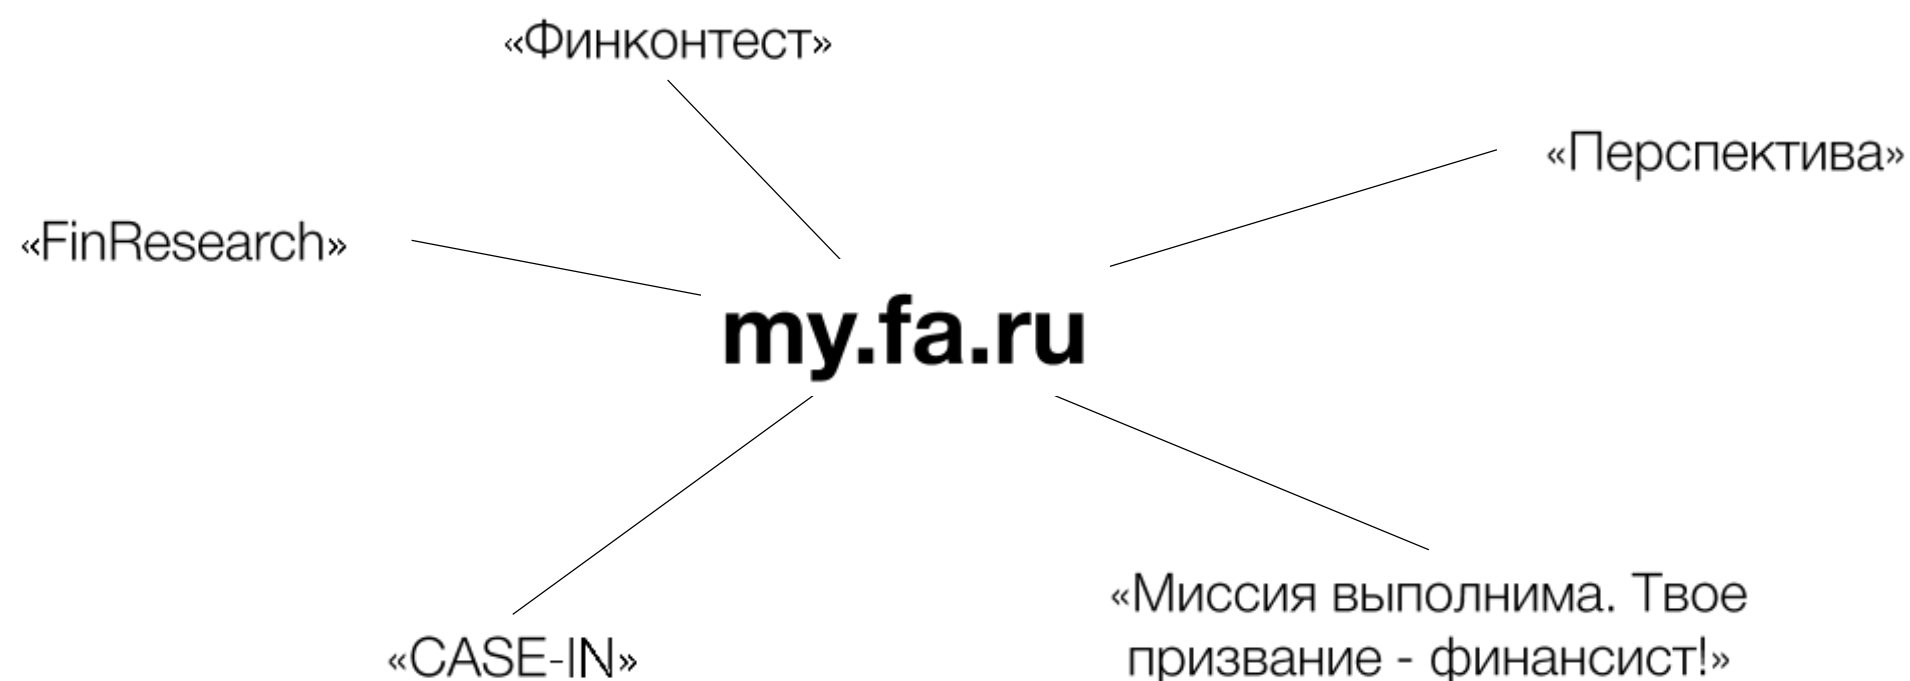 «Финконтест»
«Перспектива»
«FinResearch»
my.fa.ru
«Миссия выполнима. Твое
призвание - финансист!»
«CASE-IN»